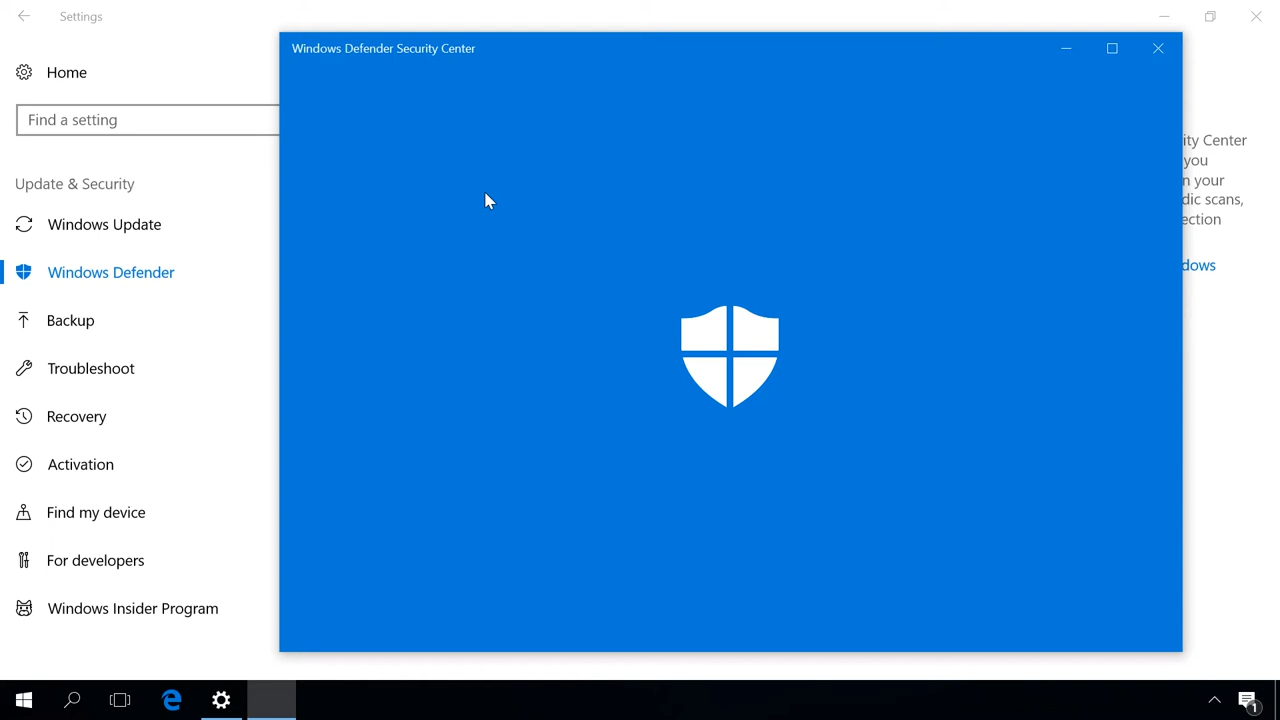 Settings
Windows Defender Security Center
Home
Find a setting
Update & Security
Windows Update
Windows Defender
Backup
Troubleshoot
Recovery
Activation
Find my device
For developers
Windows Insider Program
ity Center
you
n your
dic scans,
ection
dows
1